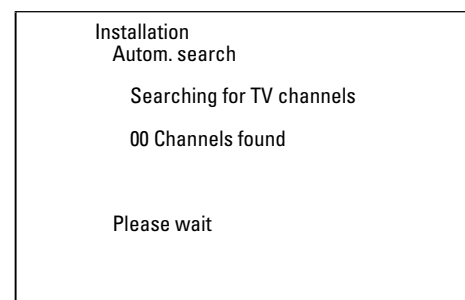 Installation
Autom. search
Searching for TV channels
00 Channels found
Please wait